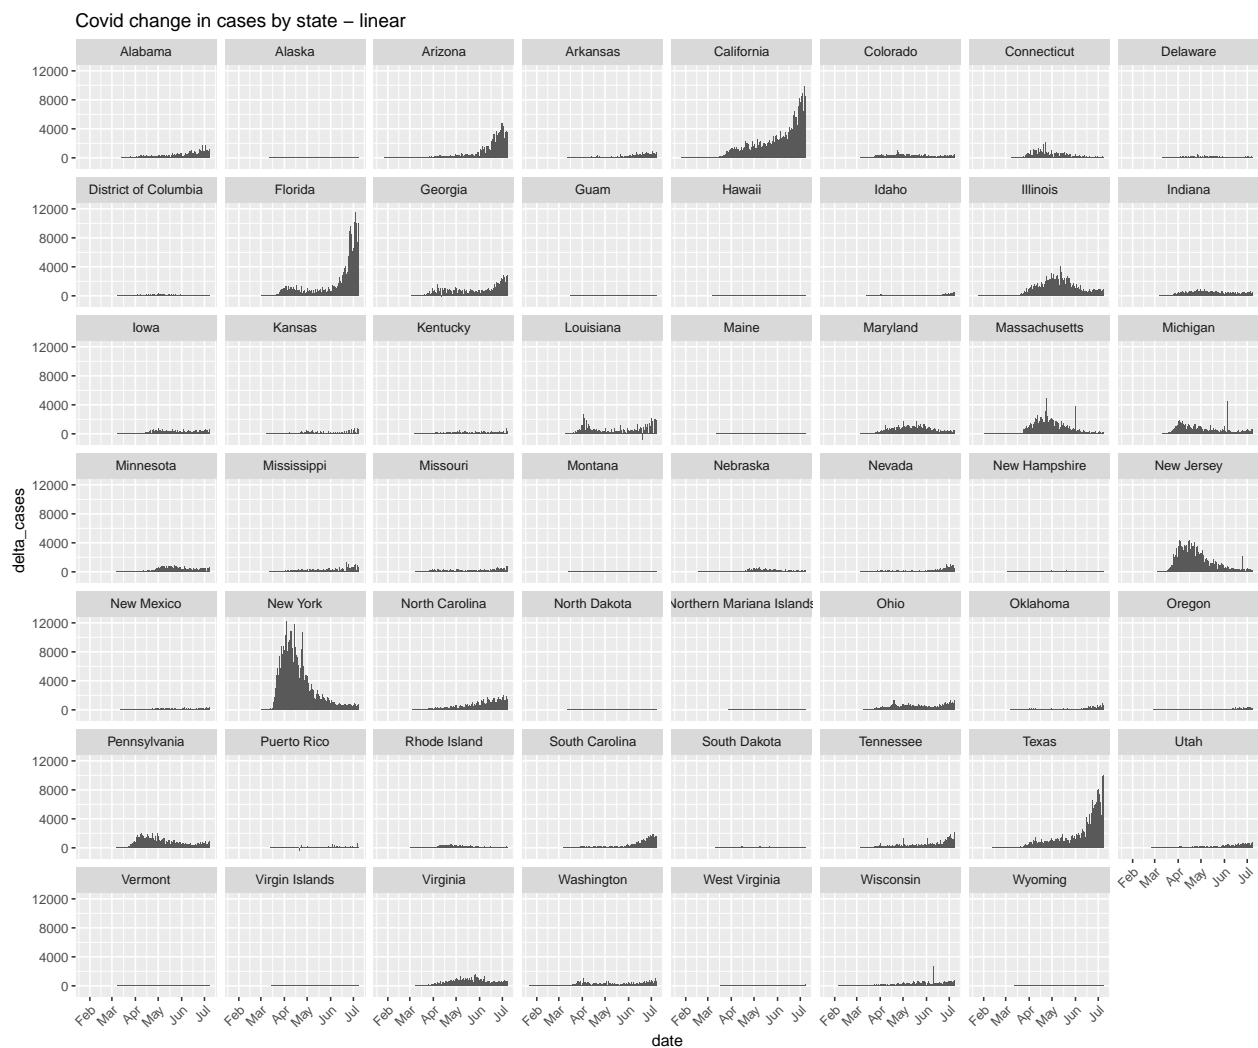 Covid change in cases by state – linear
Alabama Alaska Arizona Arkansas California Colorado Connecticut Delaware
12000
8000
4000
0
District of Columbia Florida Georgia Guam Hawaii Idaho Illinois Indiana
12000
8000
4000
0
Iowa Kansas Kentucky Louisiana Maine Maryland Massachusetts Michigan
12000
8000
4000
0
Minnesota Mississippi Missouri Montana Nebraska Nevada New Hampshire New Jersey
12000
8000
4000
0
delta_cases
New Mexico New York North Carolina North Dakota Northern Mariana Islands Ohio Oklahoma Oregon
12000
8000
4000
0
Pennsylvania Puerto Rico Rhode Island South Carolina South Dakota Tennessee Texas Utah
12000
8000
4000
0
Feb Mar Apr May Jun Jul
Vermont Virgin Islands Virginia Washington West Virginia Wisconsin Wyoming
12000
8000
4000
0
Feb Mar Apr May Jun Jul Feb Mar Apr May Jun Jul Feb Mar Apr May Jun Jul Feb Mar Apr May Jun Jul Feb Mar Apr May Jun Jul Feb Mar Apr May Jun Jul Feb Mar Apr May Jun Jul
date